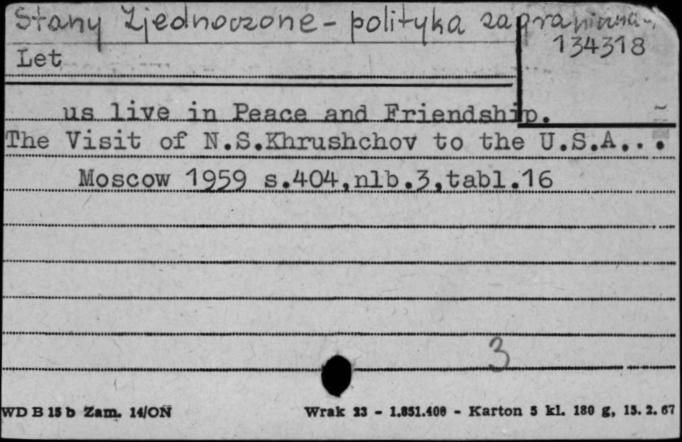 Stany Zjednoczone - polityka zagraniczna -
134318
Let
us live in Peace and Friendship.
The Visit of N.S.Khrushchov to the U.S.A...
Moscow 1959 s.404,nlb.3,tabl.16
3
WD B 15 b Zam. 14/ON Wrak 23 - 1.851.400 - Karton 5 kl. 180 g, 15. 2. 67